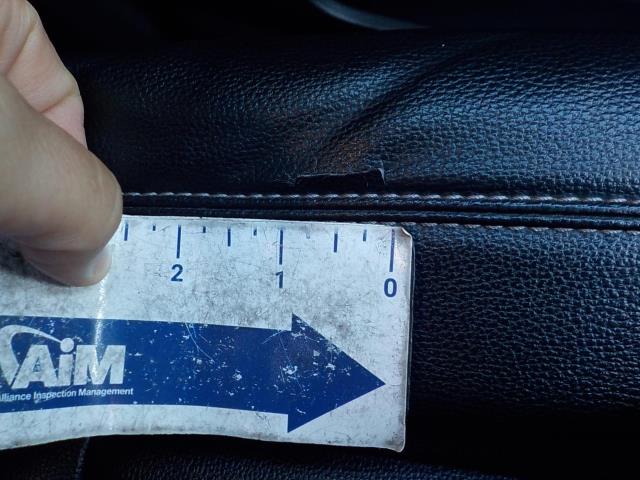 2 1 0
AiM
Alliance Inspection Management